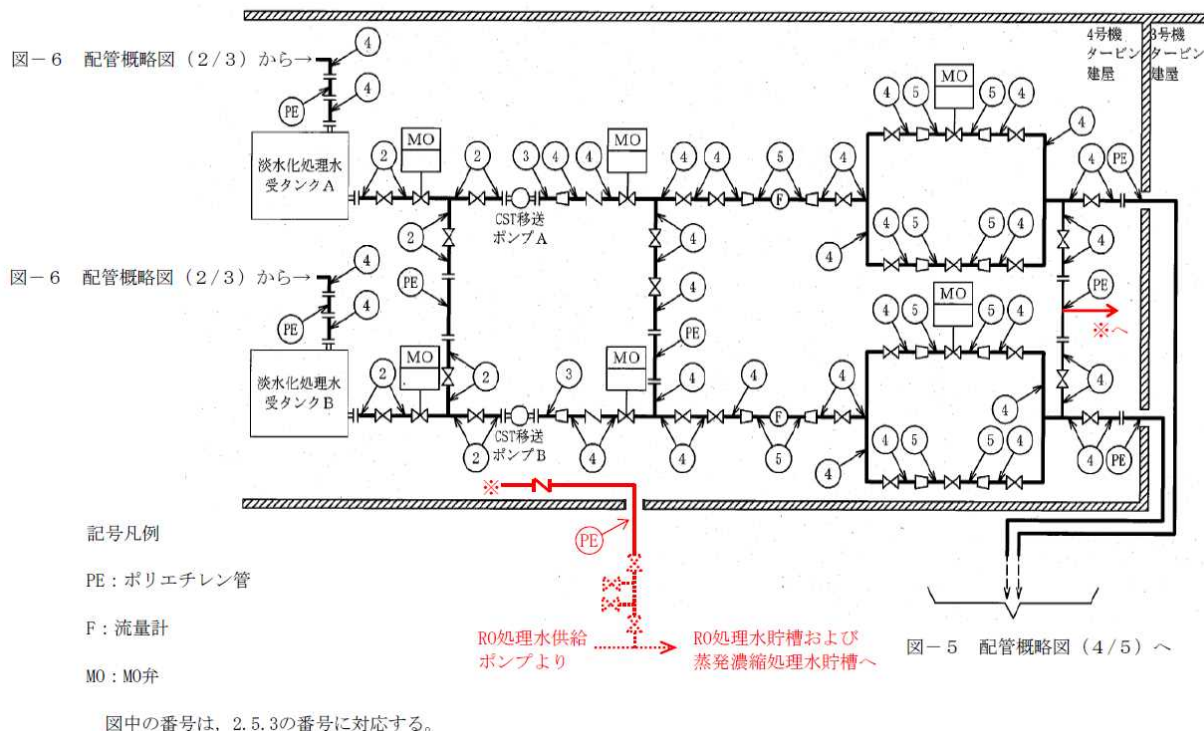 4号機
タービン
建屋
3号機
タービン
建屋
図－6　配管概略図（2/3）から→
4
4
PE
淡水化処理水
受タンクA
2
MO
2
3
4
4
MO
4
4
5
4
4
5
MO
5
4
4
4
PE
F
CST移送
ポンプA
2
4
4
4
5
5
4
4
図－6　配管概略図（2/3）から→
4
4
PE
PE
4
PE
※へ
淡水化処理水
受タンクB
MO
2
3
MO
PE
4
4
5
MO
5
4
4
2
4
4
4
F
CST移送
ポンプB
2
4
4
5
4
4
5
5
4
4
PE
※
PE
記号凡例
PE：ポリエチレン管
F：流量計
MO：MO弁
RO処理水供給
ポンプより
RO処理水貯槽および
蒸発濃縮処理水貯槽へ
図－5　配管概略図（4/5）へ
図中の番号は，2.5.3の番号に対応する。